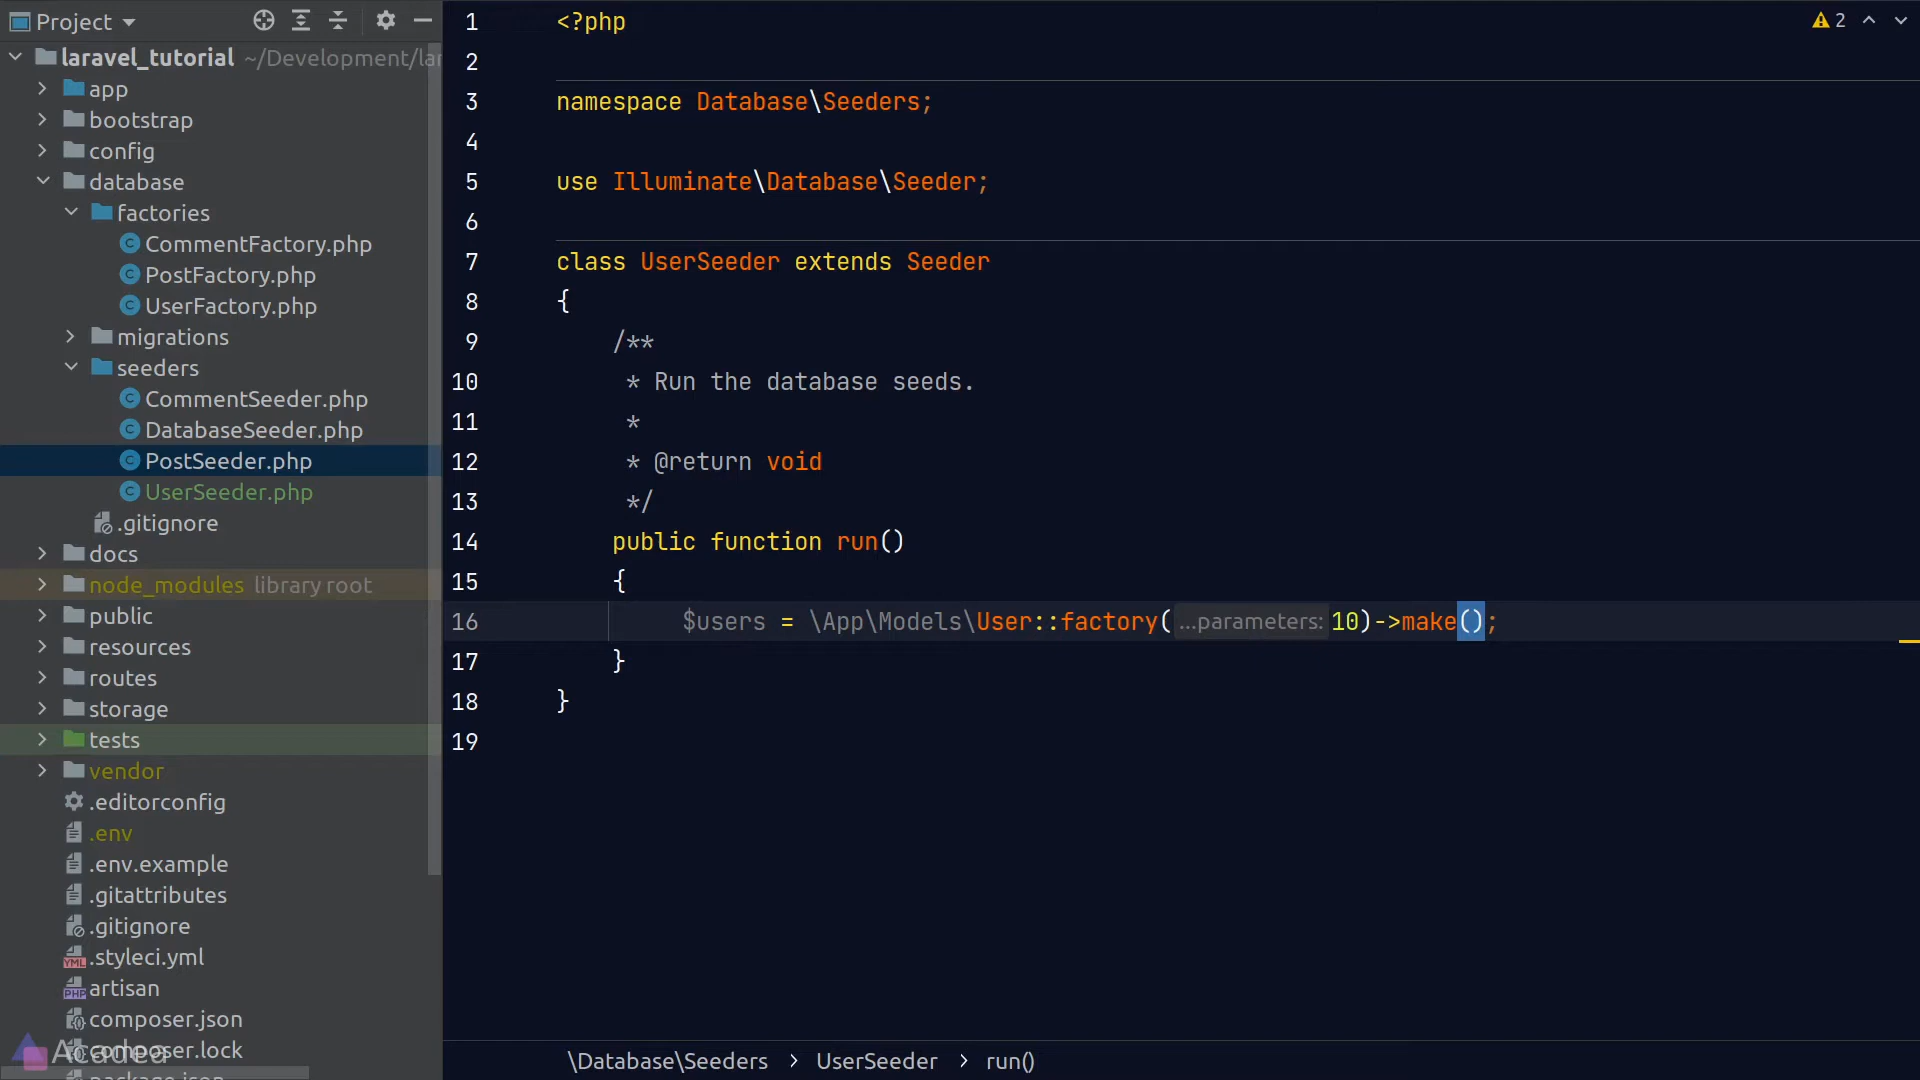 Project
laravel_tutorial ~/Development/la
app
bootstrap
config
database
factories
CommentFactory.php
PostFactory.php
UserFactory.php
migrations
seeders
CommentSeeder.php
DatabaseSeeder.php
PostSeeder.php
UserSeeder.php
.gitignore
docs
node_modules library root
public
resources
routes
storage
tests
vendor
.editorconfig
.env
.env.example
.gitattributes
.gitignore
.styleci.yml
artisan
composer.json
composer.lock
package.json
Acadea
1 <?php
2
3 namespace Database\Seeders;
4
5 use Illuminate\Database\Seeder;
6
7 class UserSeeder extends Seeder
8 {
9 /**
10 * Run the database seeds.
11 *
12 * @return void
13 */
14 public function run()
15 {
16 $users = \App\Models\User::factory( ...parameters: 10)->make();
17 }
18 }
19
2
\Database\Seeders > UserSeeder > run()